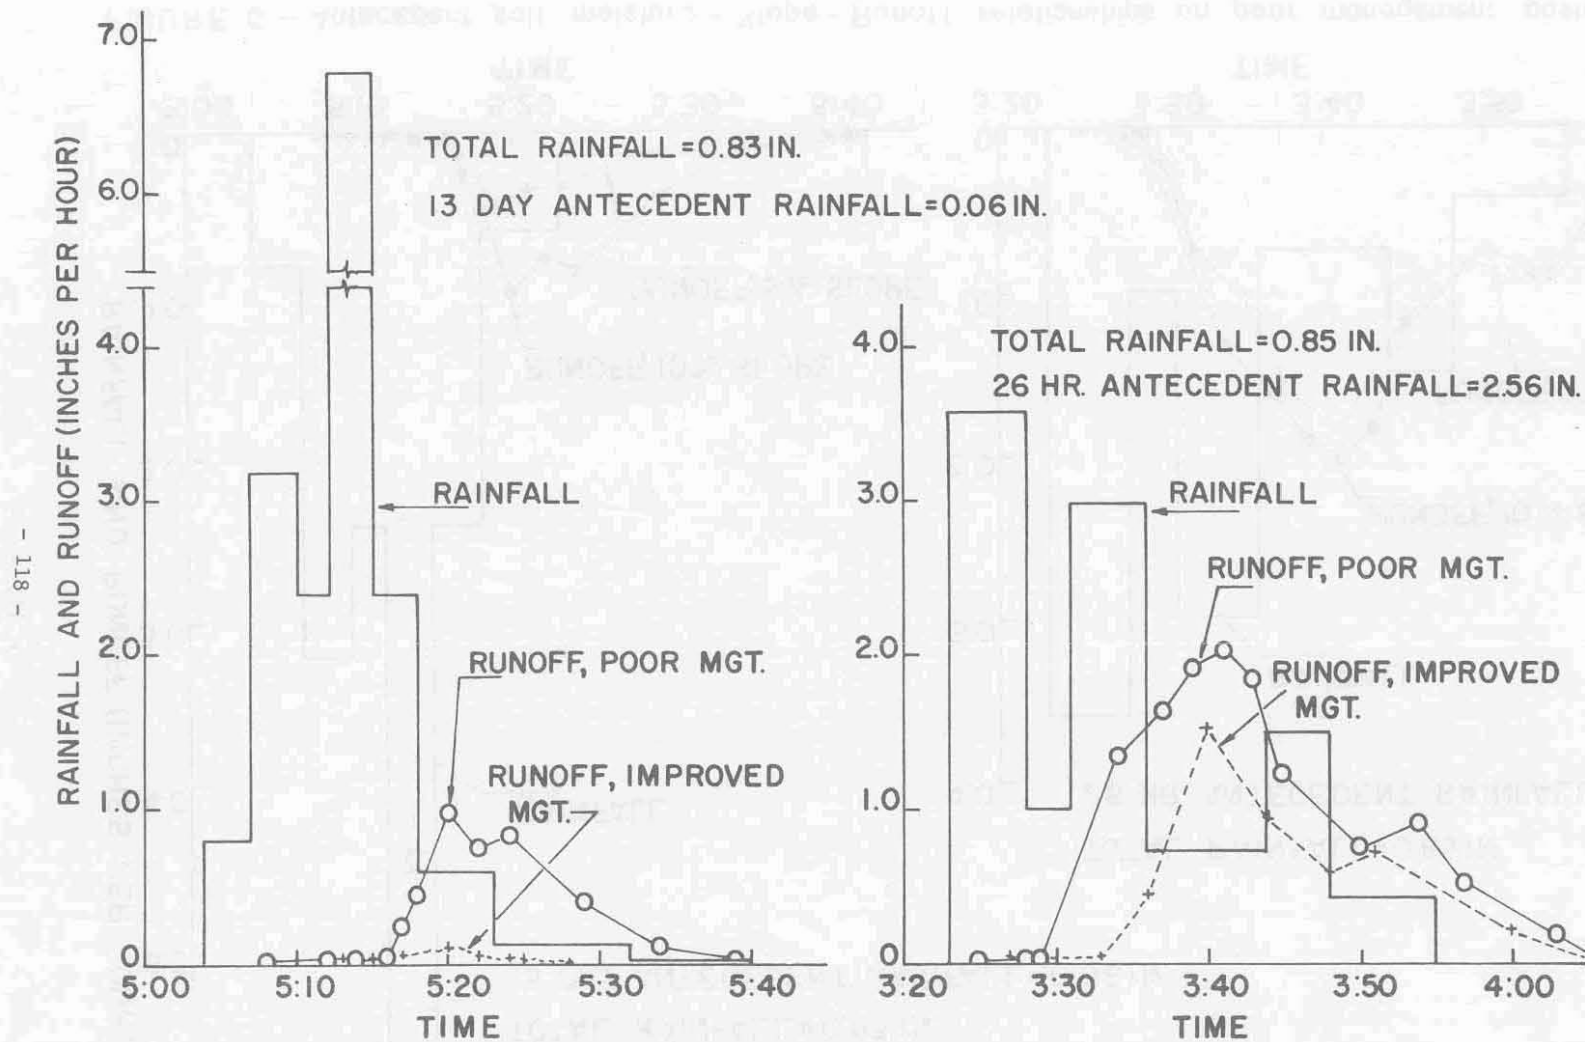 RAINFALL AND RUNOFF (INCHES PER HOUR)
7.0
6.0
4.0
3.0
2.0
1.0
0
TOTAL RAINFALL=0.83 IN.
13 DAY ANTECEDENT RAINFALL=0.06 IN.
RAINFALL
RUNOFF, POOR MGT.
RUNOFF, IMPROVED
MGT.
5:00 5:10 5:20 5:30 5:40
TIME
4.0
3.0
2.0
1.0
0
TOTAL RAINFALL=0.85 IN.
26 HR. ANTECEDENT RAINFALL=2.56 IN.
RAINFALL
RUNOFF, POOR MGT.
RUNOFF, IMPROVED
MGT.
3:20 3:30 3:40 3:50 4:00
TIME
- 118 -